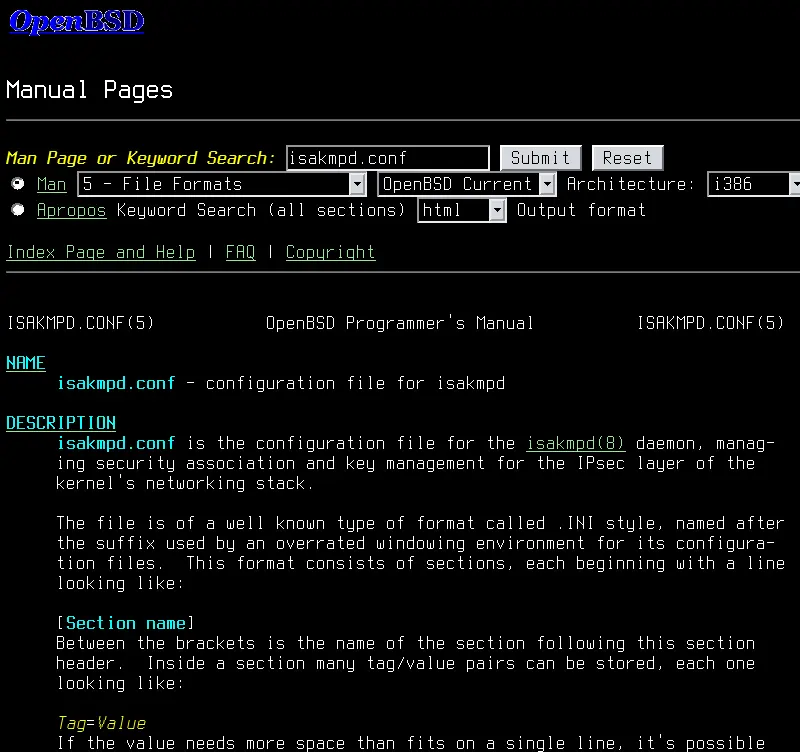 OpenBSD
Manual Pages
Man Page or Keyword Search: isakmpd.conf Submit Reset
Man 5 - File Formats OpenBSD Current Architecture: i386
Apropos Keyword Search (all sections) html Output format
Index Page and Help | FAQ | Copyright
ISAKMPD.CONF(5) OpenBSD Programmer's Manual ISAKMPD.CONF(5)
NAME
isakmpd.conf - configuration file for isakmpd
DESCRIPTION
isakmpd.conf is the configuration file for the isakmpd(8) daemon, manag-
ing security association and key management for the IPsec layer of the
kernel's networking stack.
The file is of a well known type of format called .INI style, named after
the suffix used by an overrated windowing environment for its configura-
tion files. This format consists of sections, each beginning with a line
looking like:
[Section name]
Between the brackets is the name of the section following this section
header. Inside a section many tag/value pairs can be stored, each one
looking like:
Tag=Value
If the value needs more space than fits on a single line, it's possible